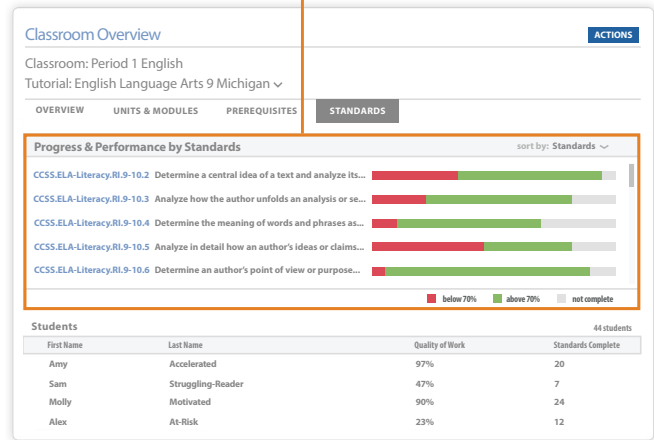 Classroom Overview
ACTIONS
Classroom: Period 1 English
Tutorial: English Language Arts 9 Michigan
OVERVIEW UNITS & MODULES PREREQUISITES STANDARDS
Progress & Performance by Standards sort by: Standards
CCSS.ELA-Literacy.RI.9-10.2 Determine a central idea of a text and analyze its...
CCSS.ELA-Literacy.RI.9-10.3 Analyze how the author unfolds an analysis or se...
CCSS.ELA-Literacy.RI.9-10.4 Determine the meaning of words and phrases as...
CCSS.ELA-Literacy.RI.9-10.5 Analyze in detail how an author's ideas or claims...
CCSS.ELA-Literacy.RI.9-10.6 Determine an author's point of view or purpose...
below 70% above 70% not complete
Students 44 students
First Name Last Name Quality of Work Standards Complete
Amy Accelerated 97% 20
Sam Struggling-Reader 47% 7
Molly Motivated 90% 24
Alex At-Risk 23% 12